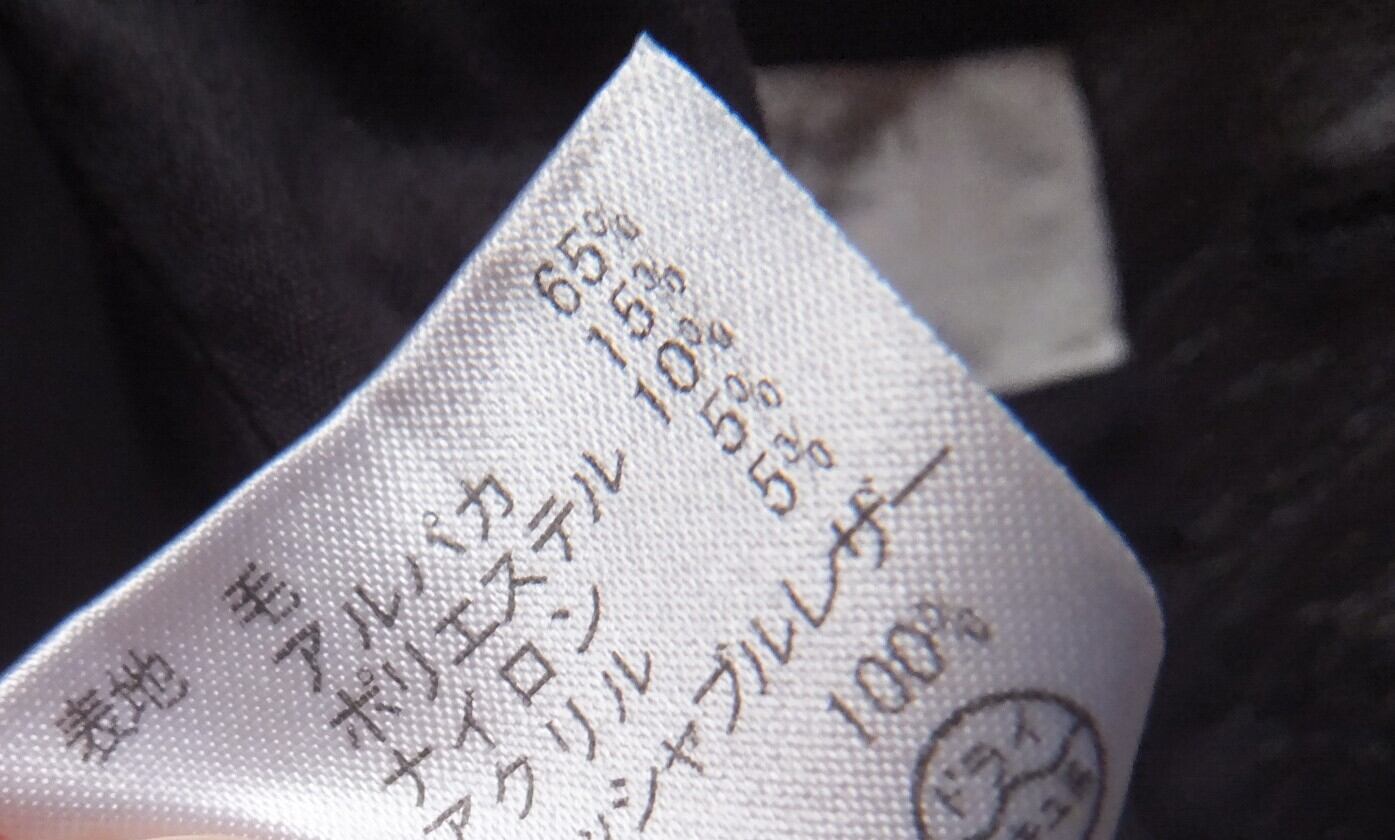 表地
毛 65%
アルパカ 15%
ポリエステル 10%
ナイロン 5%
アクリル 5%
ッシャブルレザー
100%
ドライ